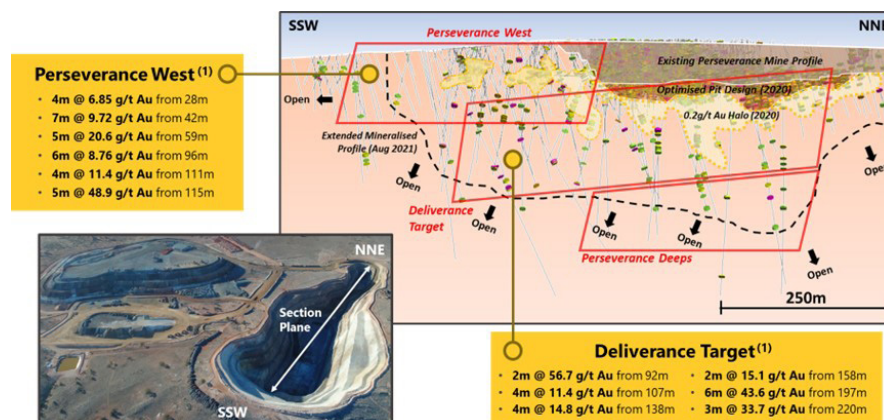 SSW
NNE
Perseverance West
Perseverance West (1)
• 4m @ 6.85 g/t Au from 28m
• 7m @ 9.72 g/t Au from 42m
• 5m @ 20.6 g/t Au from 59m
• 6m @ 8.76 g/t Au from 96m
• 4m @ 11.4 g/t Au from 111m
• 5m @ 48.9 g/t Au from 115m
Existing Perseverance Mine Profile
Optimised Pit Design (2020)
0.2g/t Au Halo (2020)
Open
Extended Mineralised
Profile (Aug 2021)
Open
Open
Deliverance
Target
Open
Open
Open
Open
Open
Perseverance Deeps
250m
NNE
Section
Plane
SSW
Deliverance Target (1)
• 2m @ 56.7 g/t Au from 92m
• 4m @ 11.4 g/t Au from 107m
• 4m @ 14.8 g/t Au from 138m
• 2m @ 15.1 g/t Au from 158m
• 6m @ 43.6 g/t Au from 197m
• 3m @ 33.7 g/t Au from 220m